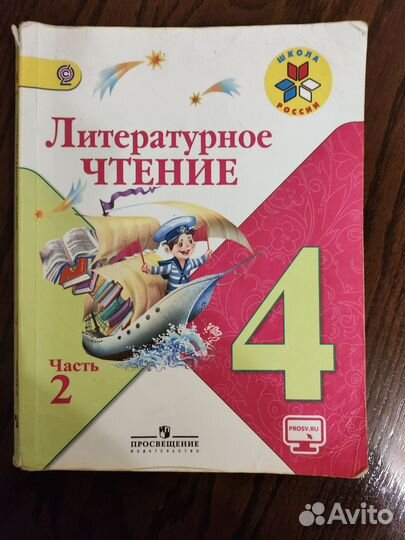 ШКОЛА
РОССИИ
Литературное
ЧТЕНИЕ
4
Часть
2
ПРОСВЕЩЕНИЕ
ИЗДАТЕЛЬСТВО
PROSV.RU
Avito